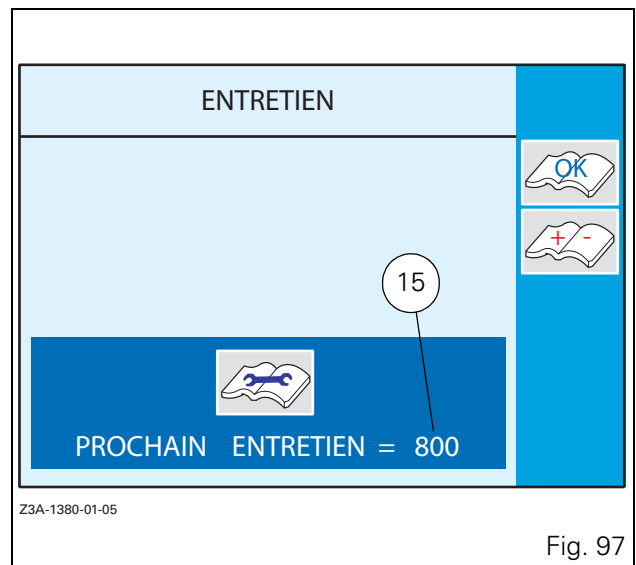 ENTRETIEN
OK
+ -
15
PROCHAIN ENTRETIEN = 800
Z3A-1380-01-05
Fig. 97